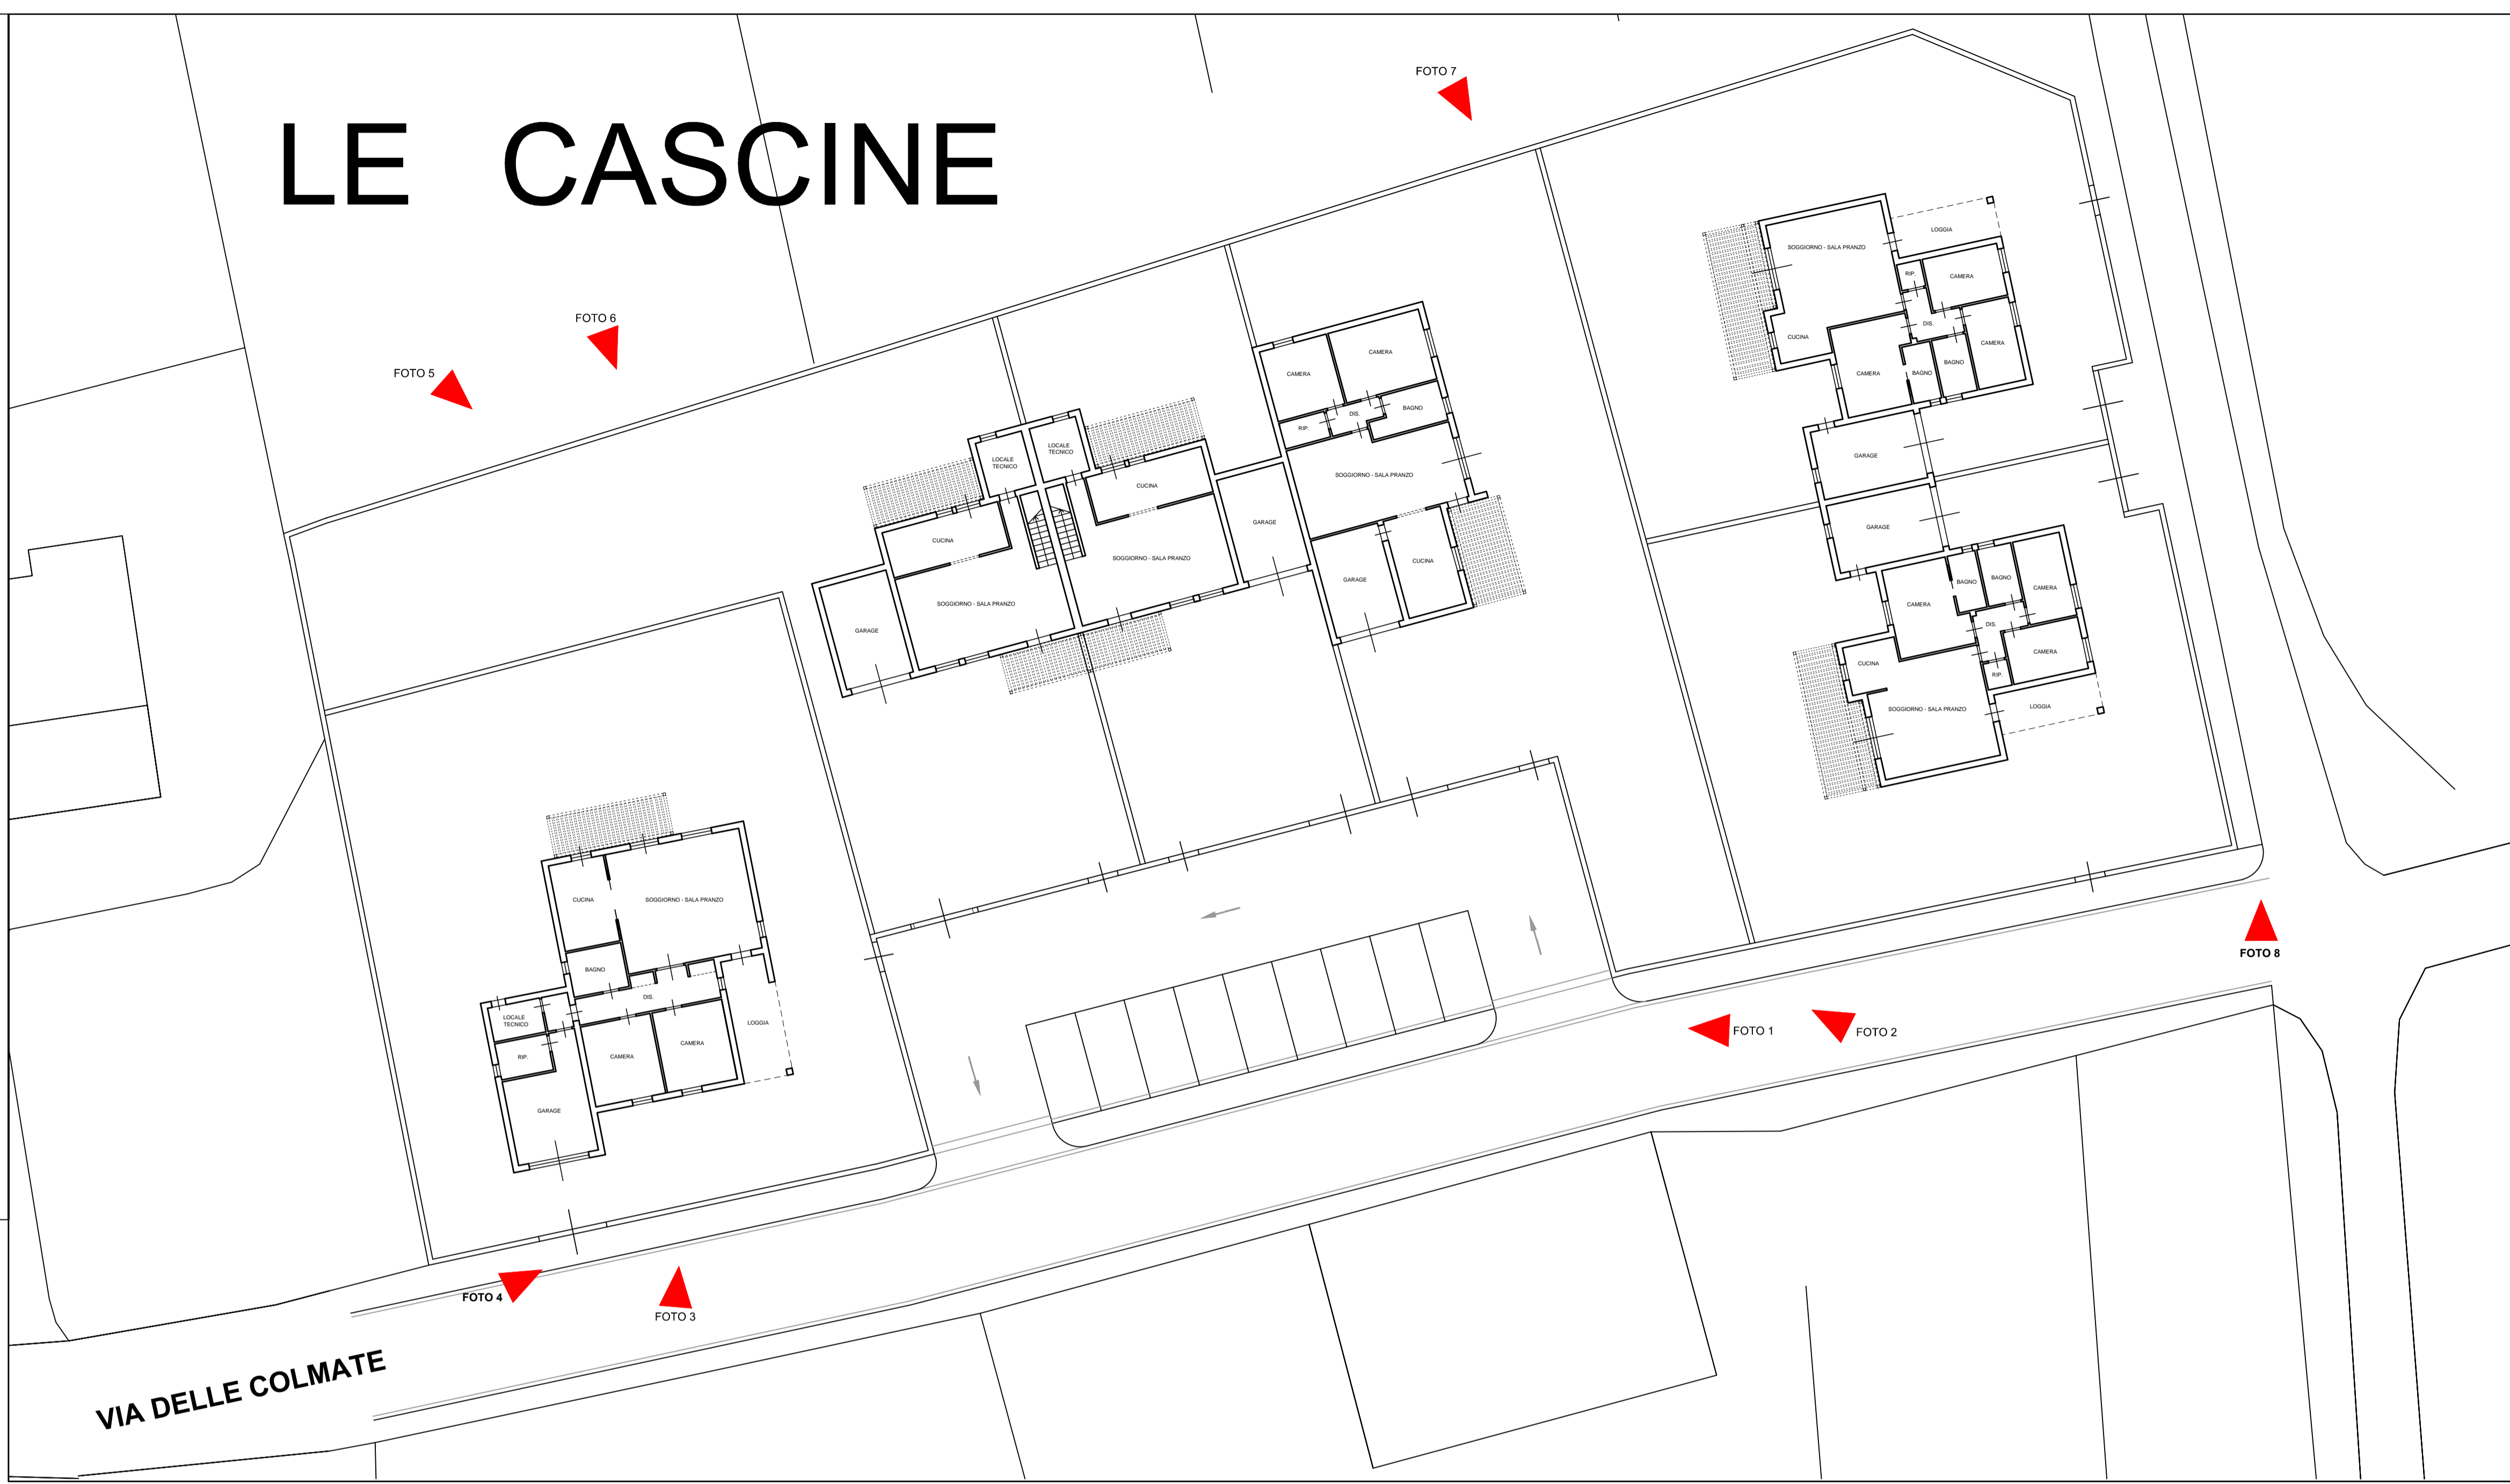 LE CASCINE
FOTO 7
FOTO 6
FOTO 5
SOGGIORNO - SALA PRANZO
LOGGIA
RIP.
CAMERA
DIS.
CUCINA
CAMERA
CAMERA
BAGNO
BAGNO
GARAGE
GARAGE
BAGNO
BAGNO
CAMERA
CAMERA
DIS.
CUCINA
CAMERA
RIP.
LOGGIA
SOGGIORNO - SALA PRANZO
CAMERA
CAMERA
DIS.
BAGNO
RIP.
SOGGIORNO - SALA PRANZO
GARAGE
CUCINA
GARAGE
LOCALE
TECNICO
LOCALE
TECNICO
CUCINA
CUCINA
SOGGIORNO - SALA PRANZO
SOGGIORNO - SALA PRANZO
GARAGE
CUCINA
SOGGIORNO - SALA PRANZO
BAGNO
DIS.
LOCALE
TECNICO
LOGGIA
RIP.
CAMERA
CAMERA
GARAGE
FOTO 8
FOTO 1
FOTO 2
FOTO 4
FOTO 3
VIA DELLE COLMATE